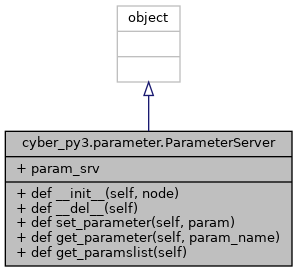 object
cyber_py3.parameter.ParameterServer
+ param_srv
+ def __init__(self, node)
+ def __del__(self)
+ def set_parameter(self, param)
+ def get_parameter(self, param_name)
+ def get_paramslist(self)